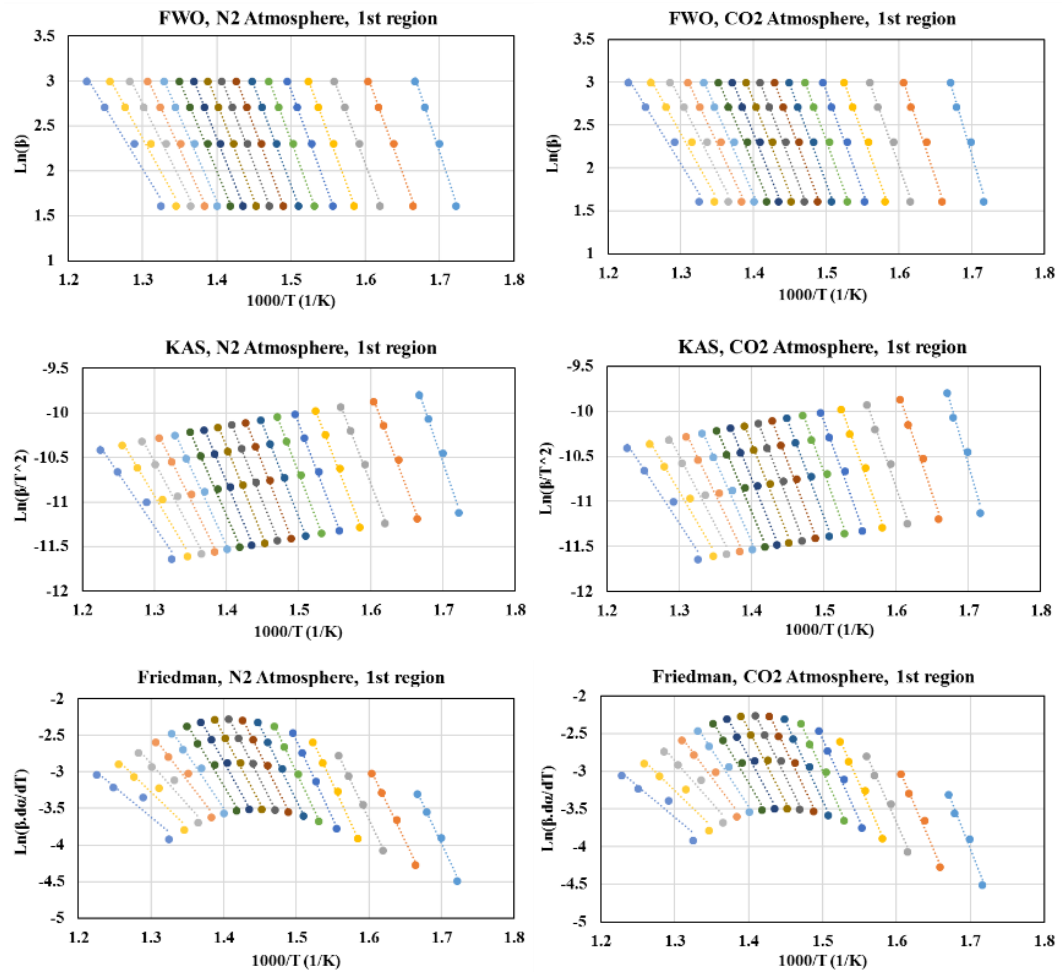 FWO, N2 Atmosphere, 1st region
3.5
3
2.5
2
1.5
1
Ln(β)
1.2 1.3 1.4 1.5 1.6 1.7 1.8
1000/T (1/K)
FWO, CO2 Atmosphere, 1st region
3.5
3
2.5
2
1.5
1
Ln(β)
1.2 1.3 1.4 1.5 1.6 1.7 1.8
1000/T (1/K)
KAS, N2 Atmosphere, 1st region
-9.5
-10
-10.5
-11
-11.5
-12
Ln(β/T^2)
1.2 1.3 1.4 1.5 1.6 1.7 1.8
1000/T (1/K)
KAS, CO2 Atmosphere, 1st region
-9.5
-10
-10.5
-11
-11.5
-12
Ln(β/T^2)
1.2 1.3 1.4 1.5 1.6 1.7 1.8
1000/T (1/K)
Friedman, N2 Atmosphere, 1st region
-2
-2.5
-3
-3.5
-4
-4.5
-5
Ln(β.dα/dT)
1.2 1.3 1.4 1.5 1.6 1.7 1.8
1000/T (1/K)
Friedman, CO2 Atmosphere, 1st region
-2
-2.5
-3
-3.5
-4
-4.5
-5
Ln(β.dα/dT)
1.2 1.3 1.4 1.5 1.6 1.7 1.8
1000/T (1/K)